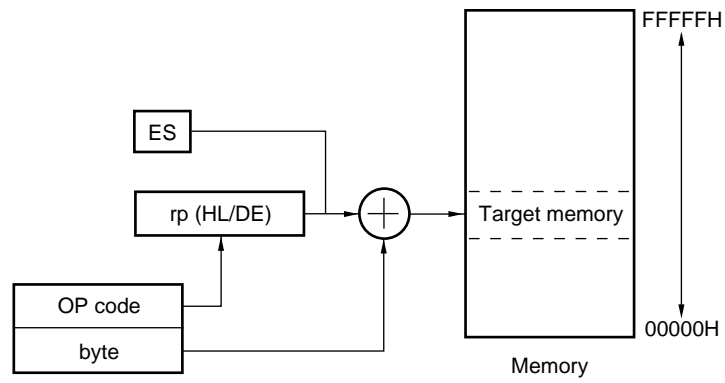 FFFFFH
ES
rp (HL/DE)
Target memory
OP code
byte
00000H
Memory